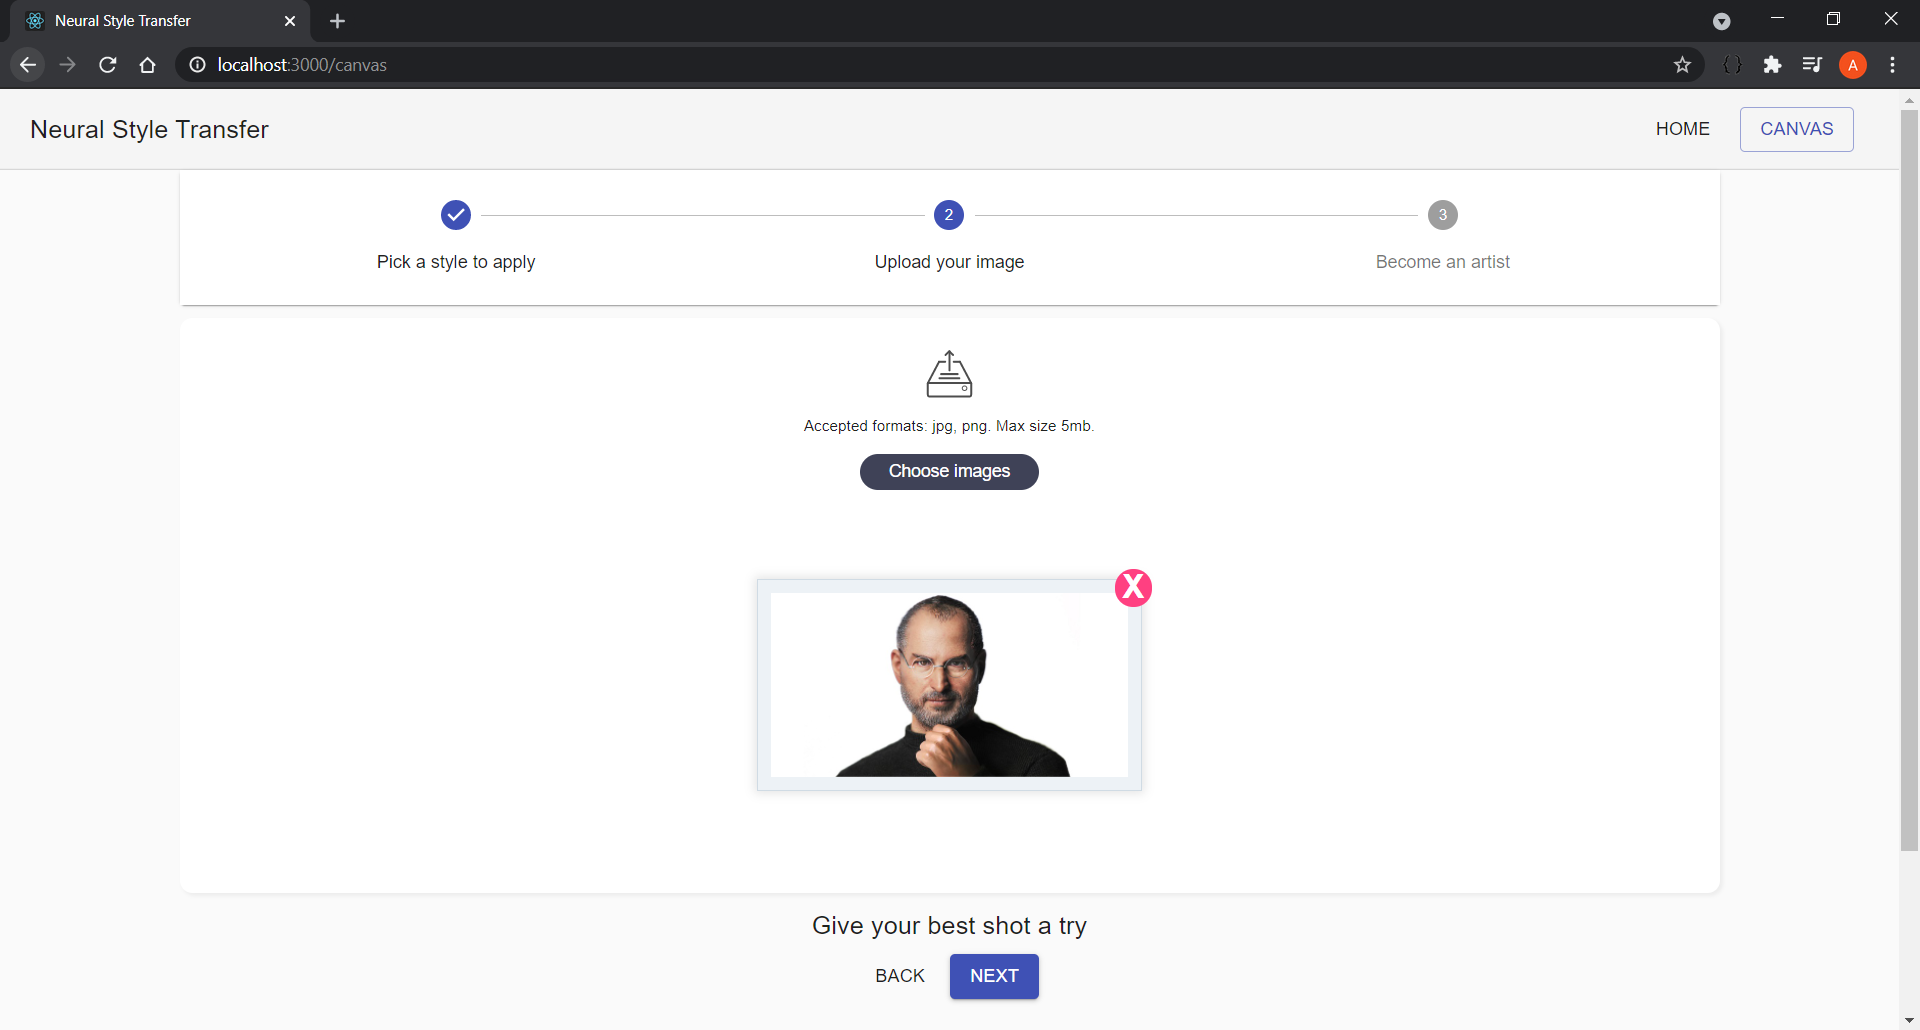 Neural Style Transfer
localhost:3000/canvas
A
Neural Style Transfer
HOME
CANVAS
2
3
Pick a style to apply
Upload your image
Become an artist
Accepted formats: jpg, png. Max size 5mb.
Choose images
X
Give your best shot a try
BACK
NEXT